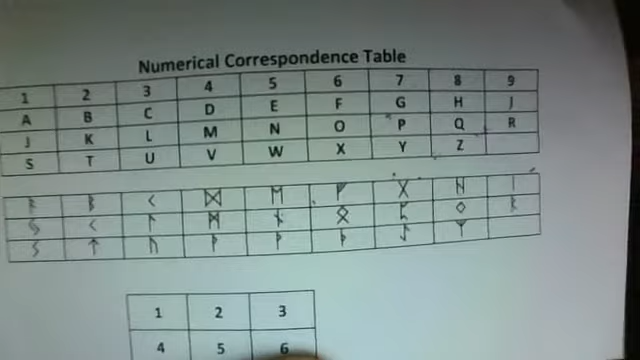 Numerical Correspondence Table
1 2 3 4 5 6 7 8 9
A B C D E F G H J
J K L M N O P Q R
S T U V W X Y Z
ᚱ ᛒ ᚲ ᛞ ᛖ ᚠ ᚷ ᚺ ᛁ
ᛃ ᚲ ᛚ ᛗ ᚾ ᛟ ᛈ ᛜ ᚱ
ᛊ ᛏ ᚢ ᚹ ᚹ ᚦ ᛇ ᛉ
1 2 3
4 5 6